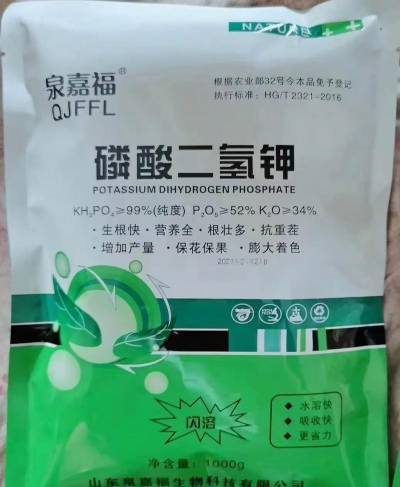 NATURE
泉嘉福®
QJFFL
根据农业部32号令本品免予登记
执行标准：HG/T 2321-2016
磷酸二氢钾
POTASSIUM DIHYDROGEN PHOSPHATE
KH₂PO₄≥99%(纯度) P₂O₅≥52% K₂O≥34%
·生根快·营养全·根壮多·抗重茬
·增加产量 ·保花保果 ·膨大着色
闪溶
◆ 水溶快
◆ 吸收快
◆ 更省力
净含量：1000g
山东泉嘉福生物科技有限公司